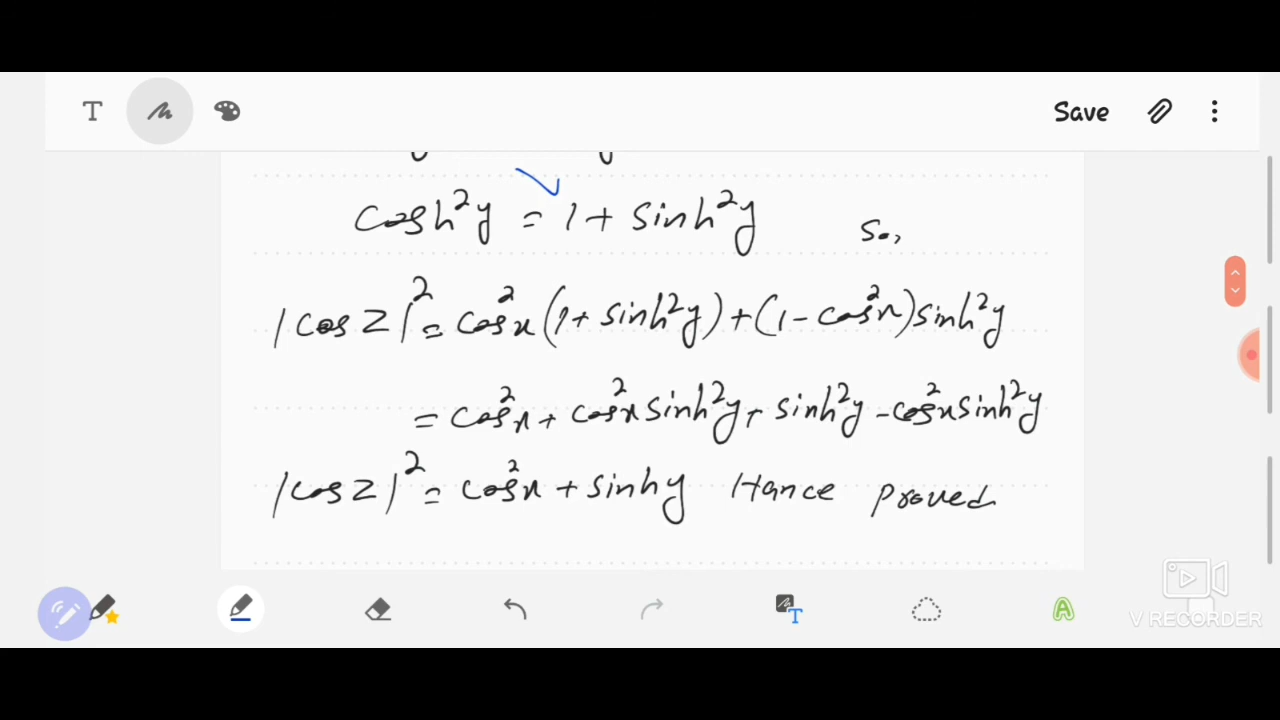 T Save
cosh²y = 1 + sinh²y So,
|cos z|² = cos²x (1 + sinh²y) + (1 - cos²x) sinh²y
= cos²x + cos²x sinh²y + sinh²y - cos²x sinh²y
|cos z|² = cos²x + sinhy Hance proved
T A
V RECORDER